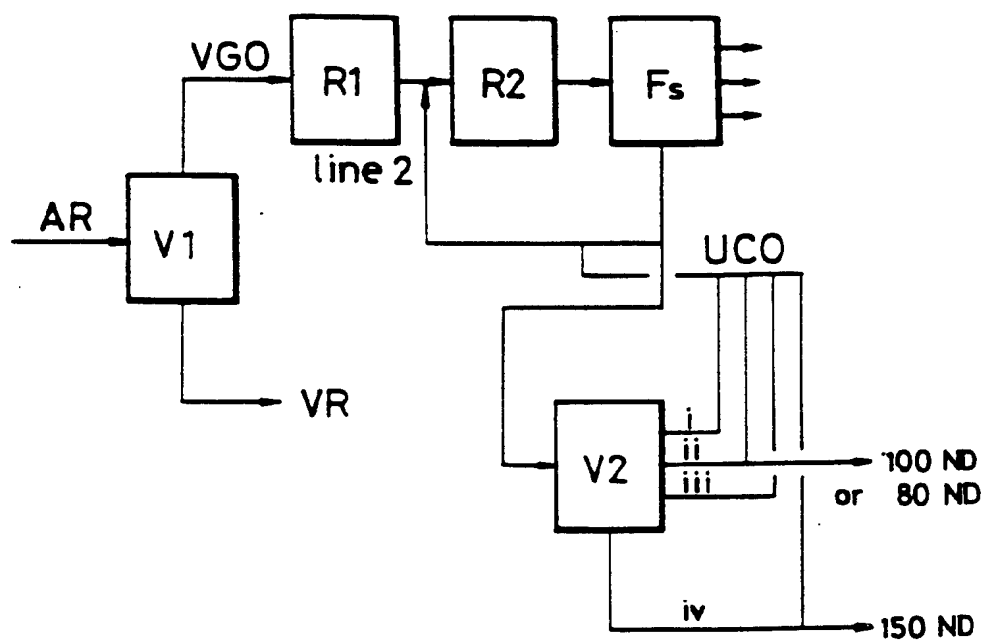 VGO
R1
R2
Fs
line 2
AR
V1
UCO
VR
i
ii
iii
V2
100 ND
or 80 ND
iv
150 ND